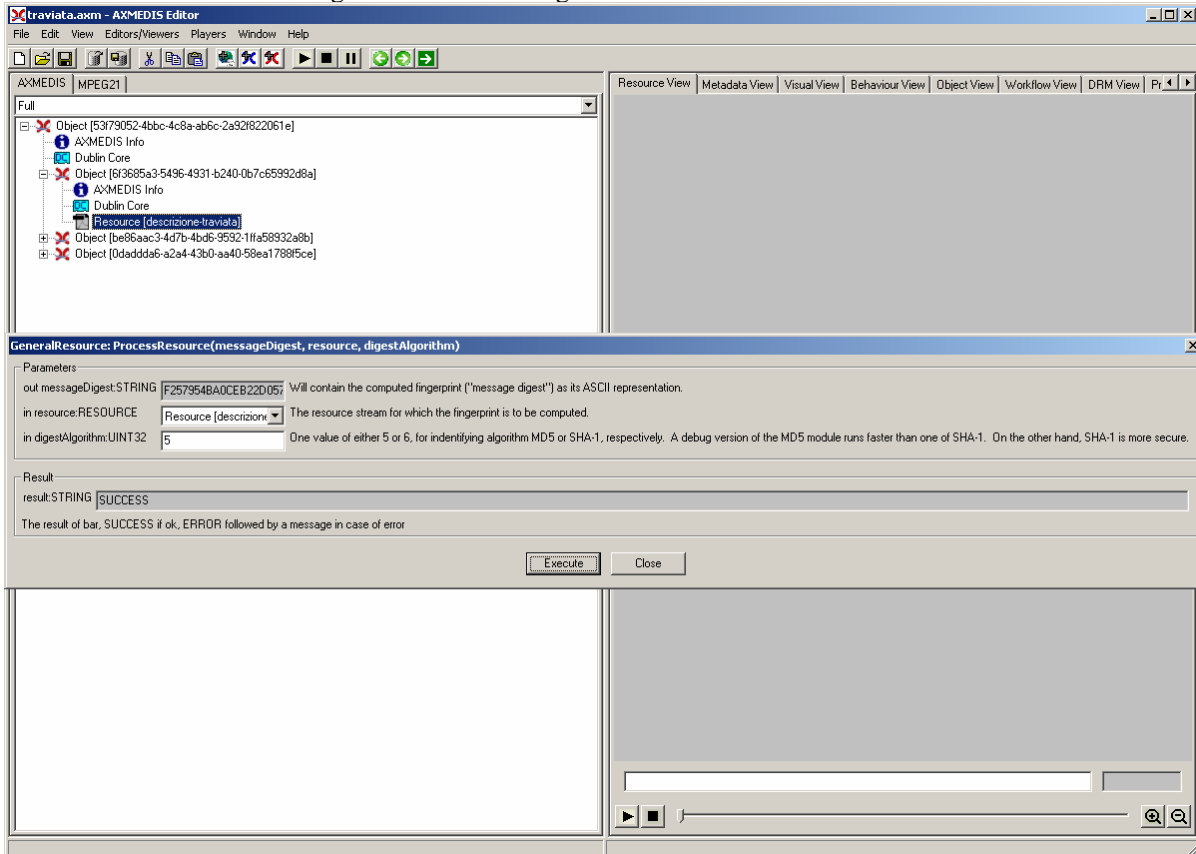 traviata.axm - AXMEDIS Editor
File Edit View Editors/Viewers Players Window Help
AXMEDIS MPEG21
Resource View Metadata View Visual View Behaviour View Object View Workflow View DRM View Pr
Full
Object [53f79052-4bbc-4c8a-ab6c-2a92f822061e]
AXMEDIS Info
Dublin Core
Object [6f3685a3-5496-4931-b240-0b7c65992d8a]
AXMEDIS Info
Dublin Core
Resource [descrizione-traviata]
Object [be86aac3-4d7b-4bd6-9592-1ffa58932a8b]
Object [0daddda6-a2a4-43b0-aa40-58ea1788f5ce]
GeneralResource: ProcessResource(messageDigest, resource, digestAlgorithm)
Parameters
out messageDigest:STRING F257954BA0CEB22D057 Will contain the computed fingerprint ("message digest") as its ASCII representation.
in resource:RESOURCE Resource [descrizione The resource stream for which the fingerprint is to be computed.
in digestAlgorithm:UINT32 5 One value of either 5 or 6, for indentifying algorithm MD5 or SHA-1, respectively. A debug version of the MD5 module runs faster than one of SHA-1. On the other hand, SHA-1 is more secure.
Result
result:STRING SUCCESS
The result of bar, SUCCESS if ok, ERROR followed by a message in case of error
Execute Close